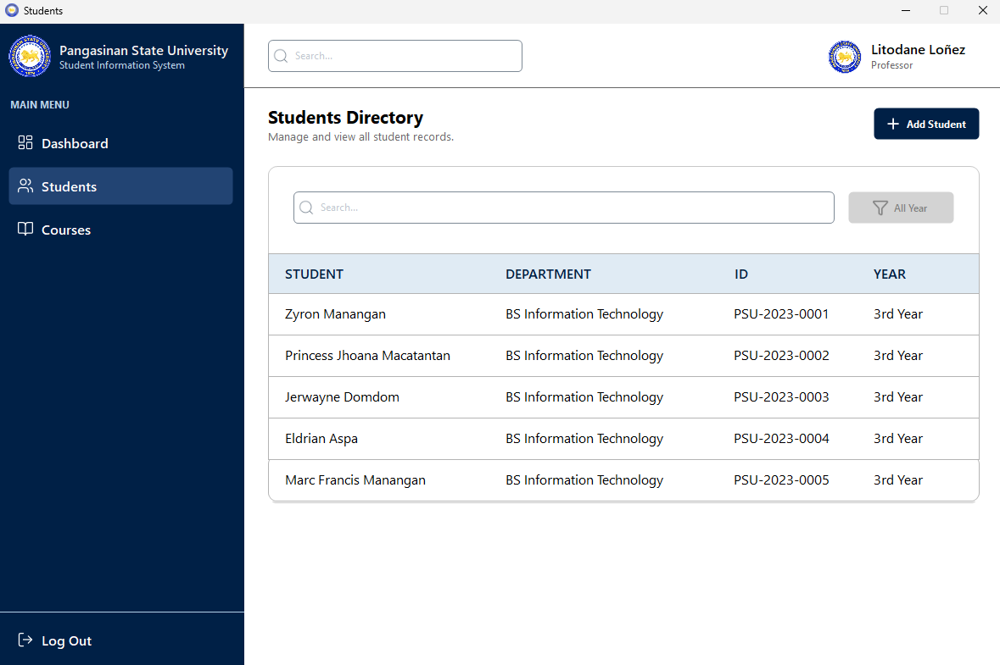 Students
Pangasinan State University
Student Information System
MAIN MENU
Dashboard
Students
Courses
Log Out
Search...
Litodane Loñez
Professor
Students Directory
Manage and view all student records.
Add Student
Search...
All Year
STUDENT DEPARTMENT ID YEAR
Zyron Manangan BS Information Technology PSU-2023-0001 3rd Year
Princess Jhoana Macatantan BS Information Technology PSU-2023-0002 3rd Year
Jerwayne Domdom BS Information Technology PSU-2023-0003 3rd Year
Eldrian Aspa BS Information Technology PSU-2023-0004 3rd Year
Marc Francis Manangan BS Information Technology PSU-2023-0005 3rd Year